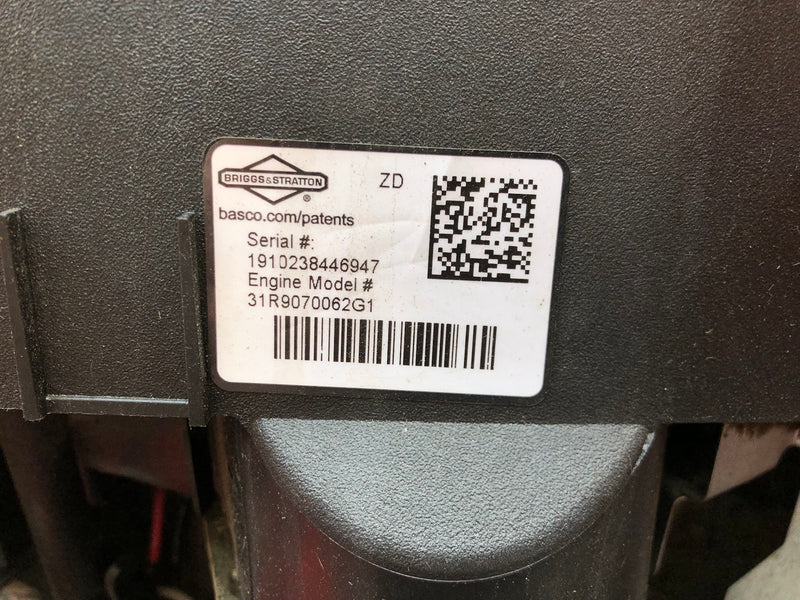 BRIGGS&STRATTON
®
ZD
basco.com/patents
Serial #:
1910238446947
Engine Model #
31R9070062G1